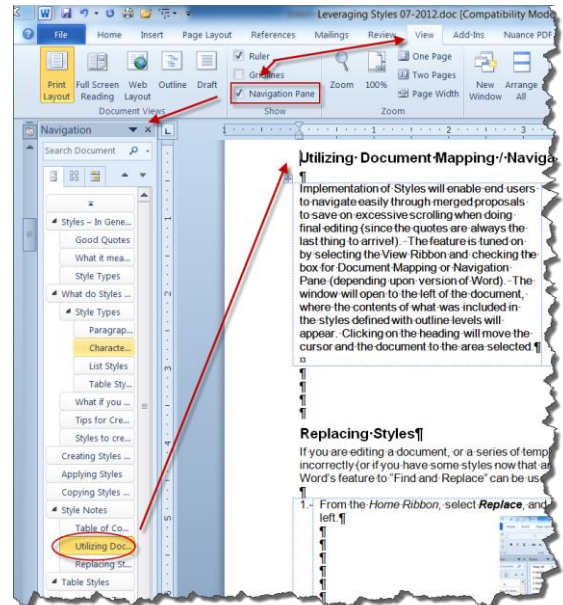 Leveraging Styles 07-2012.doc [Compatibility Mode
File Home Insert Page Layout References Mailings Review View Add-Ins Nuance PDF
Print Layout
Full Screen Reading
Web Layout
Outline
Draft
Document Views
Ruler
Gridlines
Navigation Pane
Show
Zoom
100%
One Page
Two Pages
Page Width
Zoom
New Window
Arrange All
Navigation
Search Document
Styles – In Gene...
Good Quotes
What it mea...
Style Types
What do Styles ...
Style Types
Paragrap...
Characte...
List Styles
Table Sty...
What if you ...
Tips for Cre...
Styles to cre...
Creating Styles ...
Applying Styles
Copying Styles ...
Style Notes
Table of Co...
Utilizing Doc...
Replacing St...
Table Styles
Utilizing·Document·Mapping·/·Naviga
¶
Implementation·of·Styles·will·enable·end·users·
to·navigate·easily·through·merged·proposals·
to·save·on·excessive·scrolling·when·doing·
final·editing·(since·the·quotes·are·always·the·
last·thing·to·arrive!).··The·feature·is·tuned·on·
by·selecting·the·View·Ribbon·and·checking·the·
box·for·Document·Mapping·or·Navigation·
Pane·(depending·upon·version·of·Word).··The·
window·will·open·to·the·left·of·the·document,·
where·the·contents·of·what·was·included·in·
the·styles·defined·with·outline·levels·will·
appear.··Clicking·on·the·heading·will·move·the·
cursor·and·the·document·to·the·area·selected.¶
¤
¶
¶
¶
¶
Replacing·Styles¶
If·you·are·editing·a·document,·or·a·series·of·temp
incorrectly·(or·if·you·have·some·styles·now·that·
Word's·feature·to·"Find·and·Replace"·can·be·us
¶
1.→From·the·Home·Ribbon,·select·Replace,·and
left.¶
¶
¶
¶
¶
¶
¶